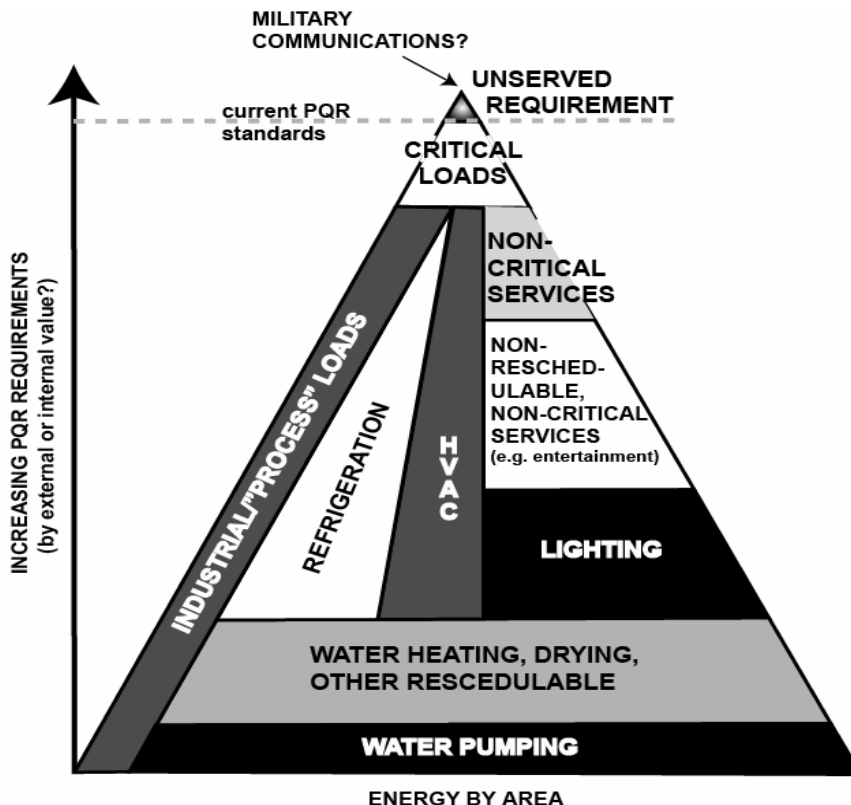 MILITARY
COMMUNICATIONS?
UNSERVED
REQUIREMENT
current PQR
standards
CRITICAL
LOADS
NON-
CRITICAL
SERVICES
NON-
RESCHED-
ULABLE,
NON-CRITICAL
SERVICES
(e.g. entertainment)
INDUSTRIAL/"PROCESS" LOADS
REFRIGERATION
HVAC
LIGHTING
WATER HEATING, DRYING,
OTHER RESCEDULABLE
WATER PUMPING
INCREASING PQR REQUIREMENTS
(by external or internal value?)
ENERGY BY AREA